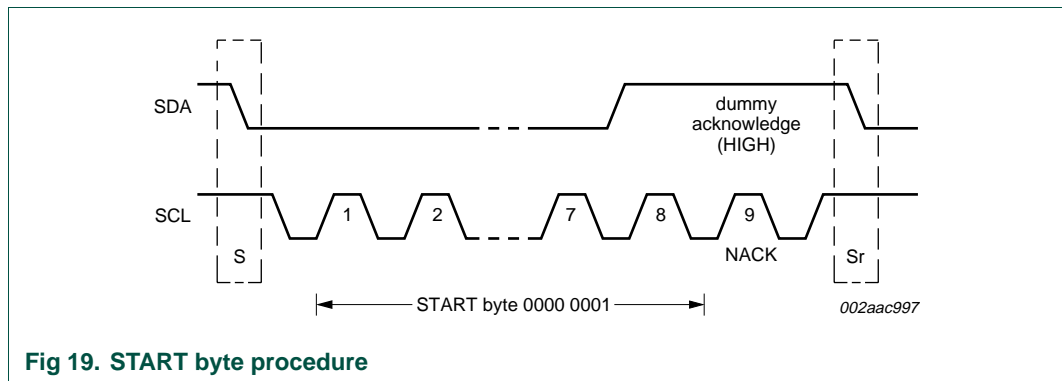 SDA
dummy
acknowledge
(HIGH)
SCL
1 2 7 8 9
S NACK Sr
START byte 0000 0001
002aac997
Fig 19. START byte procedure